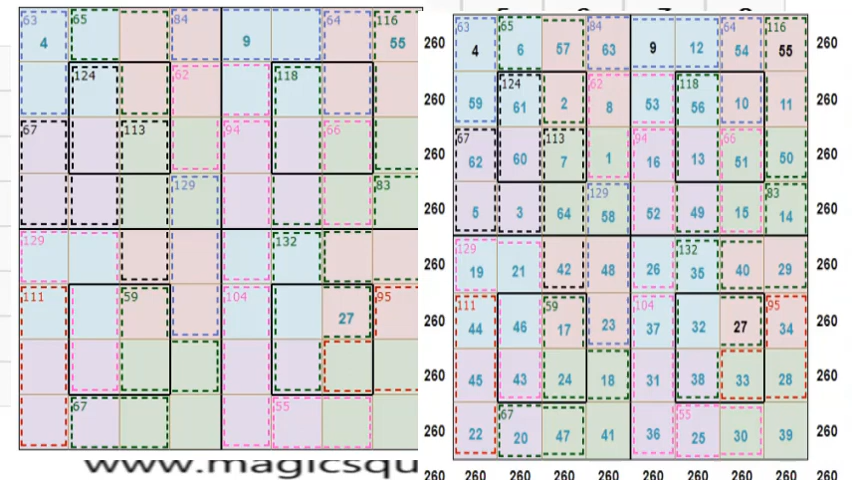 63 65 84 64 116
4 9 55
124 62 118
67 113 94 66
129 83
129 132
111 59 104 95
27
67 55
www.magicsqu
63 65 84 64 116
4 6 57 63 9 12 54 55 260
124 62 118
59 61 2 8 53 56 10 11 260
67 113 94 66
62 60 7 1 16 13 51 50 260
129 83
5 3 64 58 52 49 15 14 260
129 132
19 21 42 48 26 35 40 29 260
111 59 104 95
44 46 17 23 37 32 27 34 260
45 43 24 18 31 38 33 28 260
67 55
22 20 47 41 36 25 30 39 260
260 260 260 260 260 260 260 260 260 260
260 260 260 260 260 260 260 260